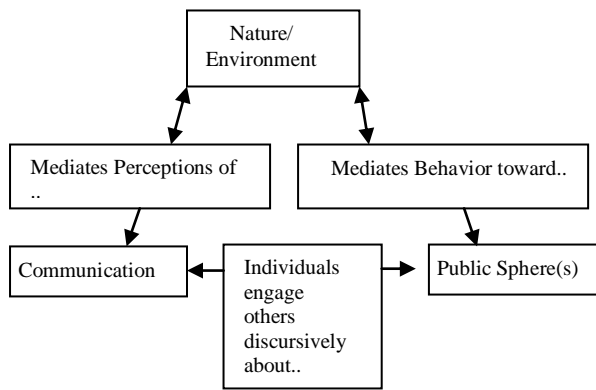 Nature/
Environment
Mediates Perceptions of
..
Mediates Behavior toward..
Communication
Individuals
engage
others
discursively
about..
Public Sphere(s)